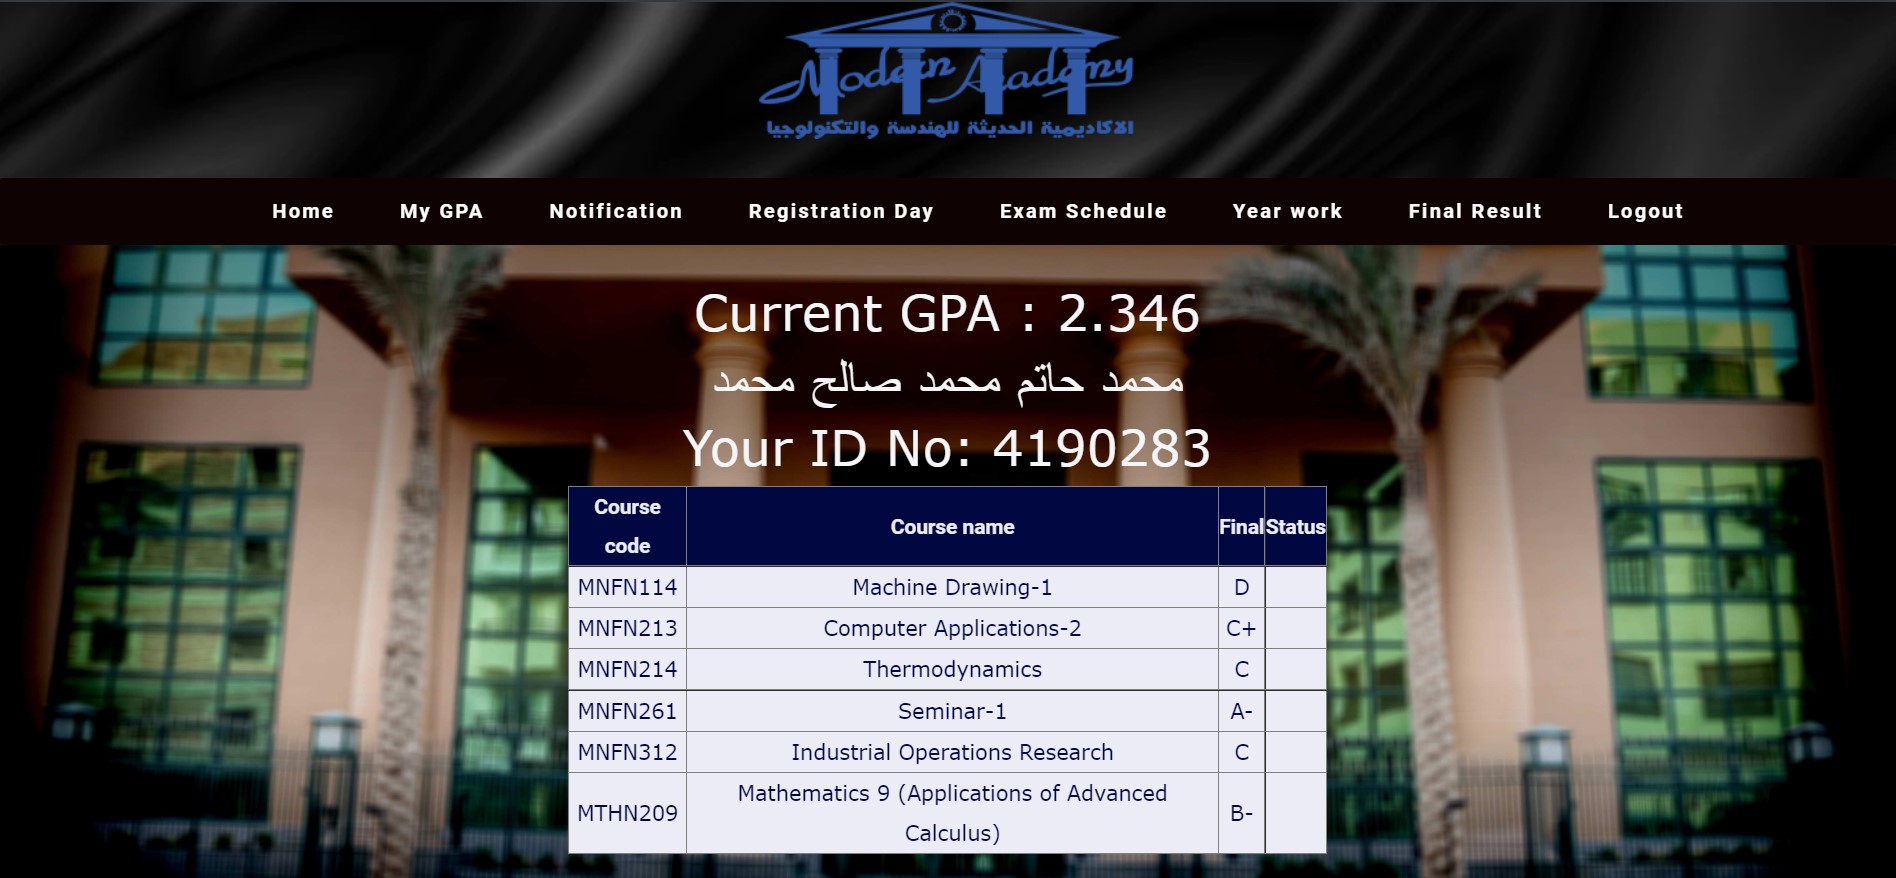 Modern Academy
الاكاديمية الحديثة للهندسة والتكنولوجيا
Home My GPA Notification Registration Day Exam Schedule Year work Final Result Logout
Current GPA : 2.346
محمد حاتم محمد صالح محمد
Your ID No: 4190283
Course code Course name Final Status
MNFN114 Machine Drawing-1 D
MNFN213 Computer Applications-2 C+
MNFN214 Thermodynamics C
MNFN261 Seminar-1 A-
MNFN312 Industrial Operations Research C
MTHN209 Mathematics 9 (Applications of Advanced Calculus) B-